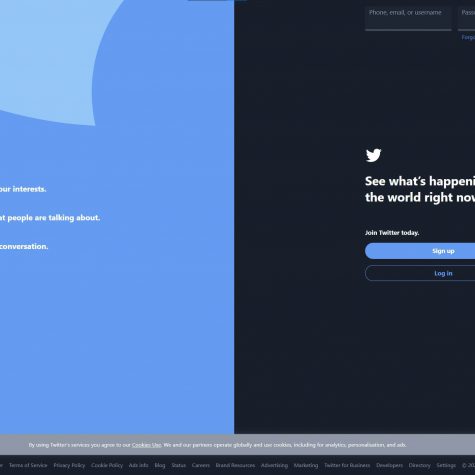 Phone, email, or username
Forgo
our interests.
at people are talking about.
conversation.
See what's happeni
the world right now
Join Twitter today.
Sign up
Log in
By using Twitter's services you agree to our Cookies Use. We and our partners operate globally and use cookies, including for analytics, personalisation, and ads.
Terms of Service Privacy Policy Cookie Policy Ads info Blog Status Careers Brand Resources Advertising Marketing Twitter for Business Developers Directory Settings © 20